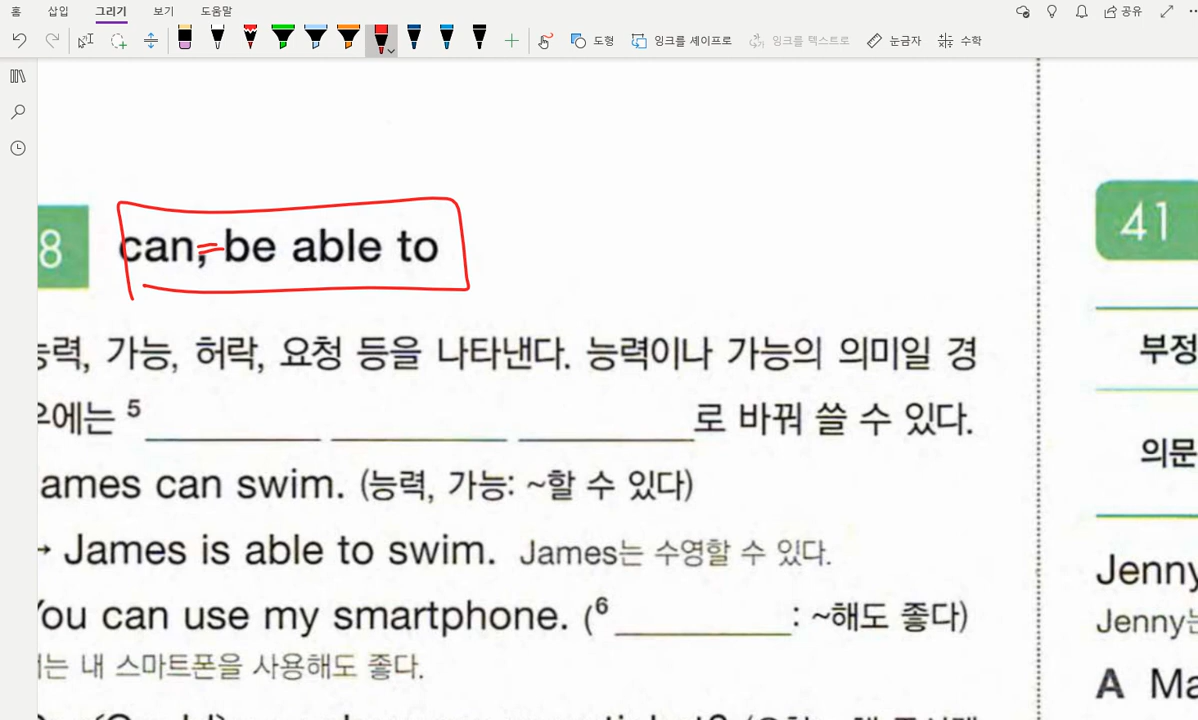 홈 삽입 그리기 보기 도움말
공유
도형 잉크를 셰이프로 잉크를 텍스트로 눈금자 수학
8 can, = be able to
능력, 가능, 허락, 요청 등을 나타낸다. 능력이나 가능의 의미일 경
우에는 5 ____ ____ ____로 바꿔 쓸 수 있다.
James can swim. (능력, 가능: ~할 수 있다)
→ James is able to swim. James는 수영할 수 있다.
You can use my smartphone. (6 ____: ~해도 좋다)
너는 내 스마트폰을 사용해도 좋다.
41
부정
의문
Jenny
Jenny는
A Ma